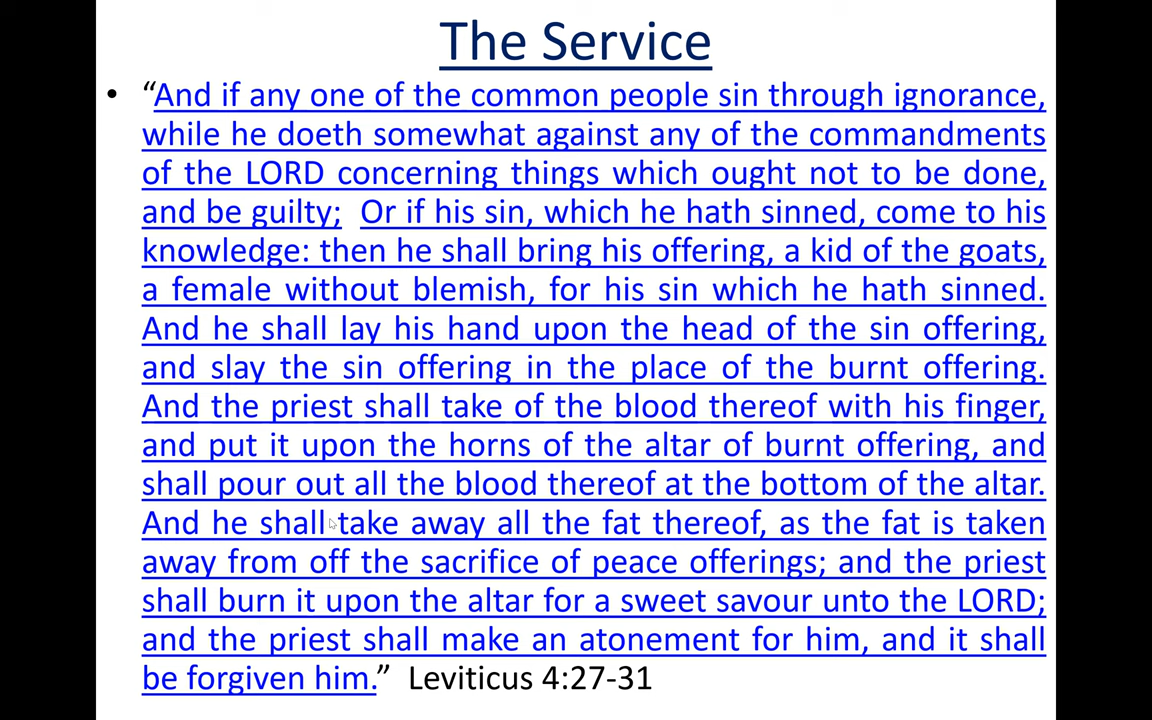 The Service
• “And if any one of the common people sin through ignorance,
while he doeth somewhat against any of the commandments
of the LORD concerning things which ought not to be done,
and be guilty;  Or if his sin, which he hath sinned, come to his
knowledge: then he shall bring his offering, a kid of the goats,
a female without blemish, for his sin which he hath sinned.
And he shall lay his hand upon the head of the sin offering,
and slay the sin offering in the place of the burnt offering.
And the priest shall take of the blood thereof with his finger,
and put it upon the horns of the altar of burnt offering, and
shall pour out all the blood thereof at the bottom of the altar.
And he shall take away all the fat thereof, as the fat is taken
away from off the sacrifice of peace offerings; and the priest
shall burn it upon the altar for a sweet savour unto the LORD;
and the priest shall make an atonement for him, and it shall
be forgiven him.”  Leviticus 4:27-31